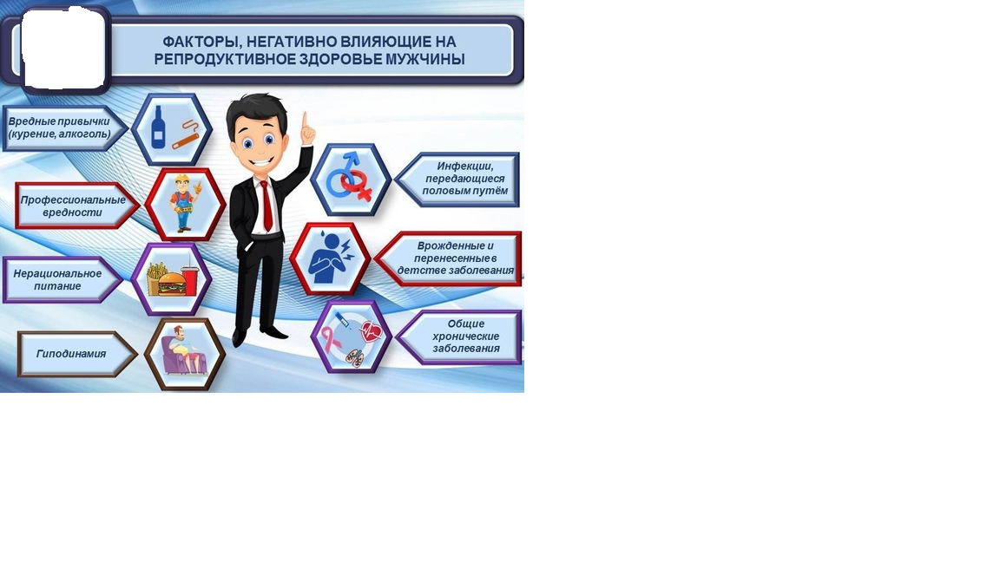 ФАКТОРЫ, НЕГАТИВНО ВЛИЯЮЩИЕ НА
РЕПРОДУКТИВНОЕ ЗДОРОВЬЕ МУЖЧИНЫ
Вредные привычки
(курение, алкоголь)
Профессиональные
вредности
Нерациональное
питание
Гиподинамия
Инфекции,
передающиеся
половым путём
Врожденные и
перенесенные в
детстве заболевания
Общие
хронические
заболевания